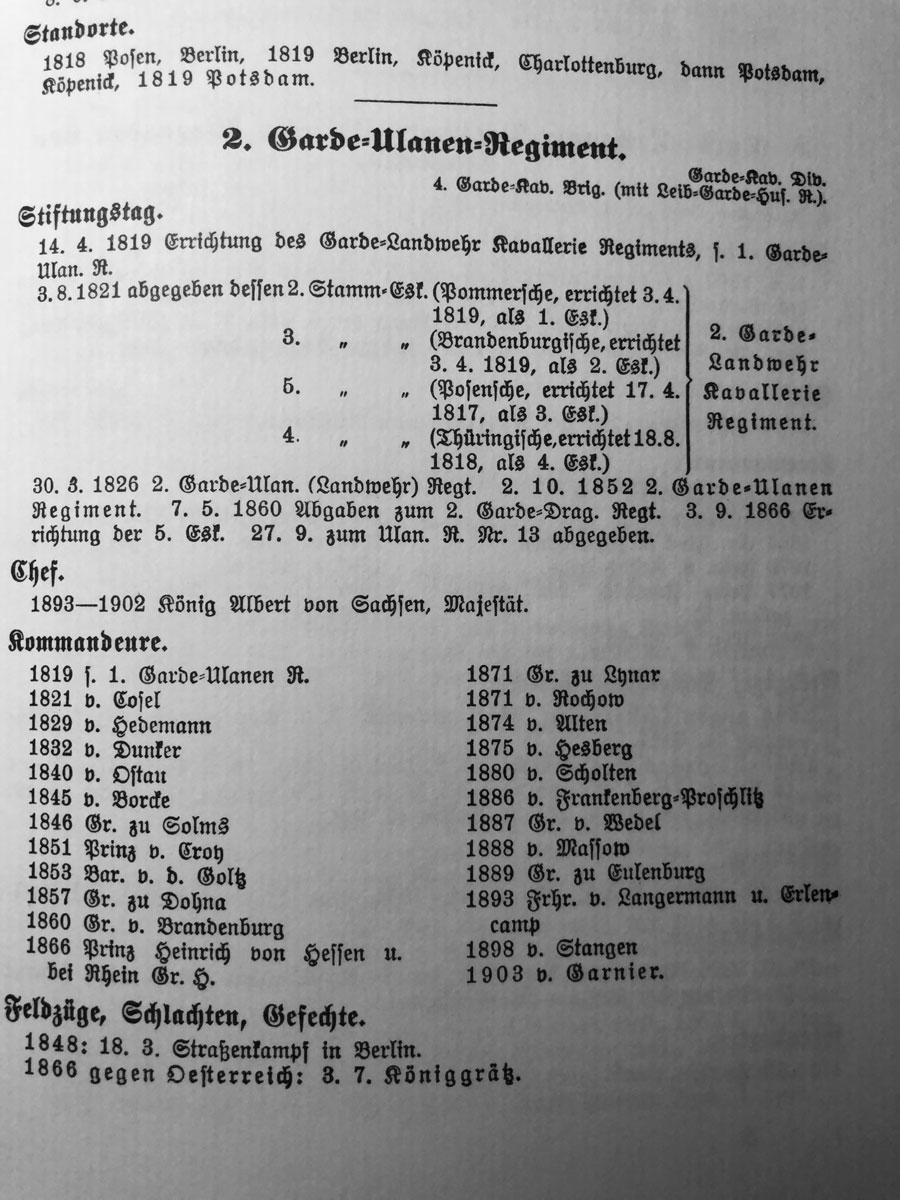 Standorte.
1818 Posen, Berlin, 1819 Berlin, Köpenick, Charlottenburg, dann Potsdam,
Köpenick, 1819 Potsdam.
2. Garde-Ulanen-Regiment.
Garde-Kav. Div.
4. Garde-Kav. Brig. (mit Leib-Garde-Hus. R.).
Stiftungstag.
14. 4. 1819 Errichtung des Garde-Landwehr Kavallerie Regiments, s. 1. Garde-
Ulan. R.
3. 8. 1821 abgegeben dessen 2. Stamm-Esk. (Pommersche, errichtet 3. 4.
1819, als 1. Esk.)
3. „ „ (Brandenburgische, errichtet
3. 4. 1819, als 2. Esk.)
5. „ „ (Posensche, errichtet 17. 4.
1817, als 3. Esk.)
4. „ „ (Thüringische, errichtet 18. 8.
1818, als 4. Esk.)
2. Garde-
Landwehr
Kavallerie
Regiment.
30. 3. 1826 2. Garde-Ulan. (Landwehr) Regt. 2. 10. 1852 2. Garde-Ulanen
Regiment. 7. 5. 1860 Abgaben zum 2. Garde-Drag. Regt. 3. 9. 1866 Er-
richtung der 5. Esk. 27. 9. zum Ulan. R. Nr. 13 abgegeben.
Chef.
1893—1902 König Albert von Sachsen, Majestät.
Kommandeure.
1819 s. 1. Garde-Ulanen R.
1821 v. Cosel
1829 v. Hedemann
1832 v. Dunker
1840 v. Ostau
1845 v. Borcke
1846 Gr. zu Solms
1851 Prinz v. Croy
1853 Bar. v. d. Goltz
1857 Gr. zu Dohna
1860 Gr. v. Brandenburg
1866 Prinz Heinrich von Hessen u.
bei Rhein Gr. H.
1871 Gr. zu Lynar
1871 v. Rochow
1874 v. Alten
1875 v. Hesberg
1880 v. Scholten
1886 v. Frankenberg-Proschlitz
1887 Gr. v. Wedel
1888 v. Massow
1889 Gr. zu Eulenburg
1893 Frhr. v. Langermann u. Erlen-
camp
1898 v. Stangen
1903 v. Garnier.
Feldzüge, Schlachten, Gefechte.
1848: 18. 3. Straßenkampf in Berlin.
1866 gegen Oesterreich: 3. 7. Königgrätz.